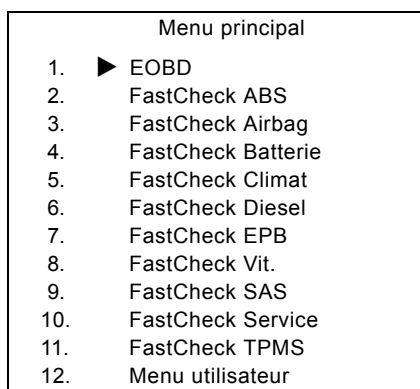 Menu principal
1. ▶ EOBD
2. FastCheck ABS
3. FastCheck Airbag
4. FastCheck Batterie
5. FastCheck Climat
6. FastCheck Diesel
7. FastCheck EPB
8. FastCheck Vit.
9. FastCheck SAS
10. FastCheck Service
11. FastCheck TPMS
12. Menu utilisateur